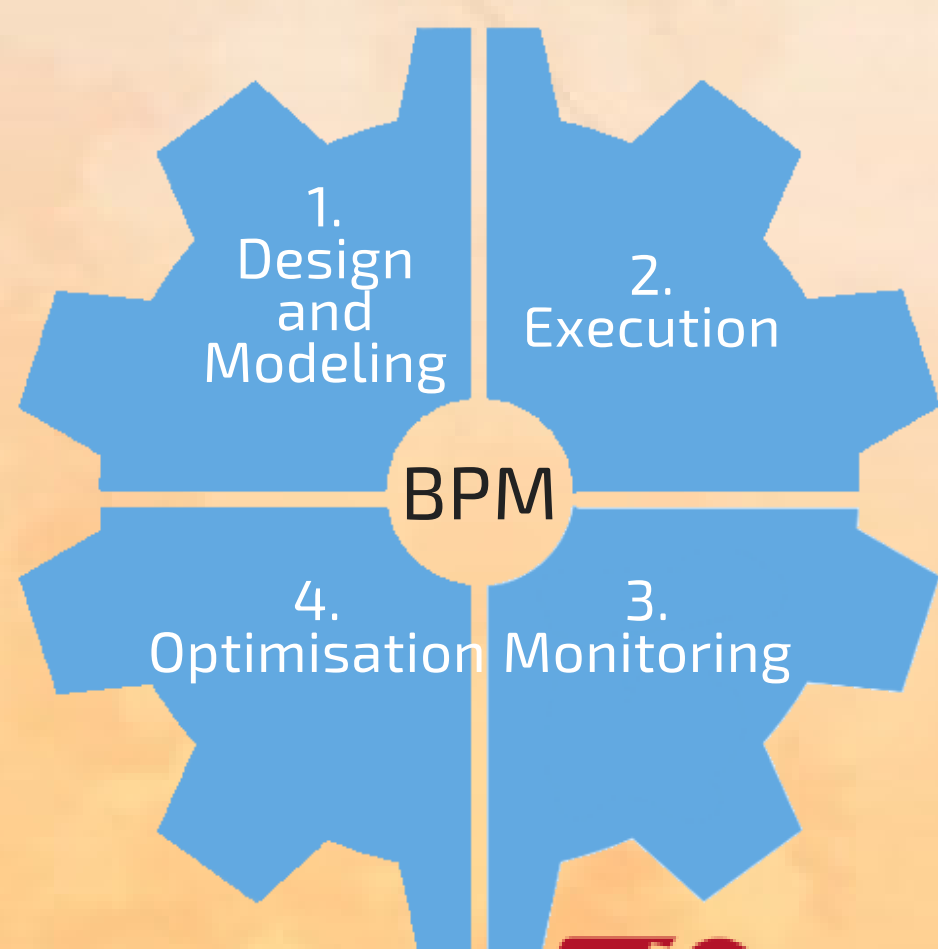 1.
Design
and
Modeling
2.
Execution
BPM
4.
Optimisation
3.
Monitoring